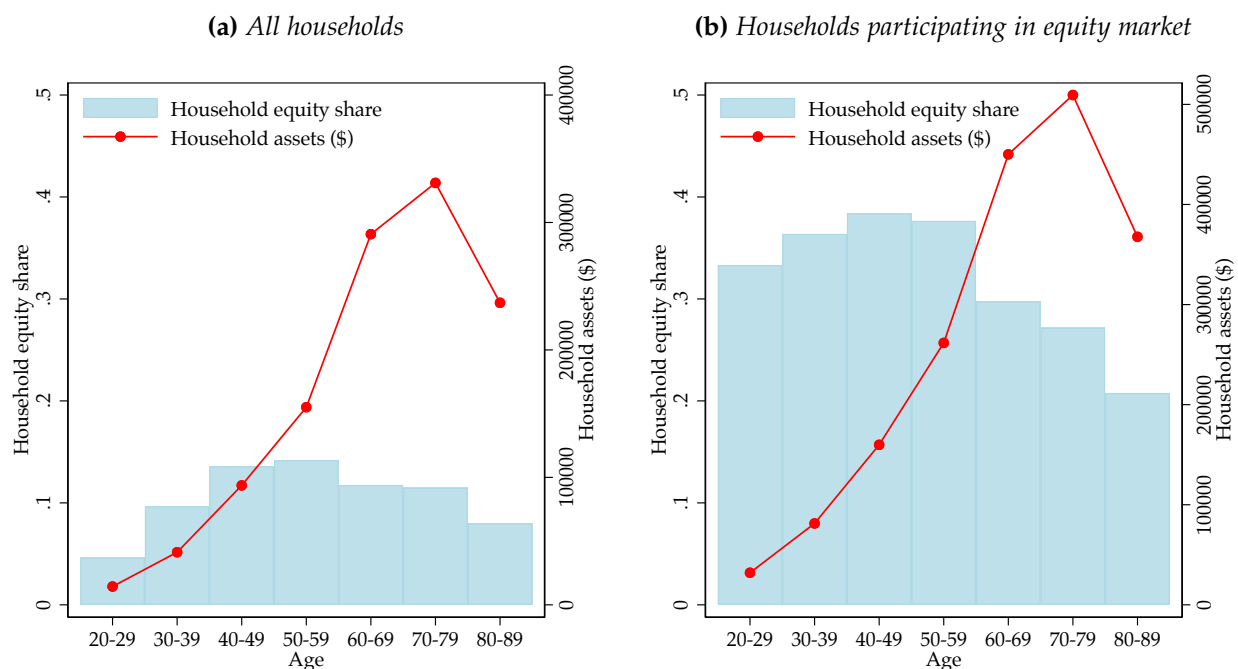 (a) All households
Household equity share
Household assets ($)
.5
.4
.3
.2
.1
0
Household equity share
400000
300000
200000
100000
0
Household assets ($)
20-29 30-39 40-49 50-59 60-69 70-79 80-89
Age
(b) Households participating in equity market
Household equity share
Household assets ($)
.5
.4
.3
.2
.1
0
Household equity share
500000
400000
300000
200000
100000
0
Household assets ($)
20-29 30-39 40-49 50-59 60-69 70-79 80-89
Age